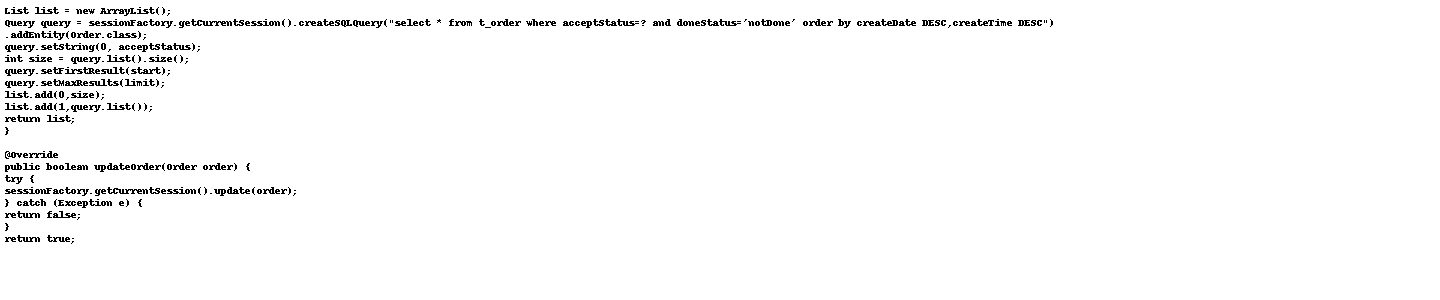 List list = new ArrayList();
Query query = sessionFactory.getCurrentSession().createSQLQuery("select * from t_order where acceptStatus=? and doneStatus='notDone' order by createDate DESC,createTime DESC")
.addEntity(Order.class);
query.setString(0, acceptStatus);
int size = query.list().size();
query.setFirstResult(start);
query.setMaxResults(limit);
list.add(0,size);
list.add(1,query.list());
return list;
}
@Override
public boolean updateOrder(Order order) {
try {
sessionFactory.getCurrentSession().update(order);
} catch (Exception e) {
return false;
}
return true;